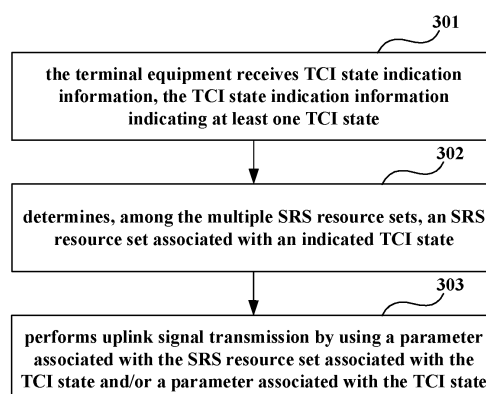 301
the terminal equipment receives TCI state indication
information, the TCI state indication information
indicating at least one TCI state
302
determines, among the multiple SRS resource sets, an SRS
resource set associated with an indicated TCI state
303
performs uplink signal transmission by using a parameter
associated with the SRS resource set associated with the
TCI state and/or a parameter associated with the TCI state